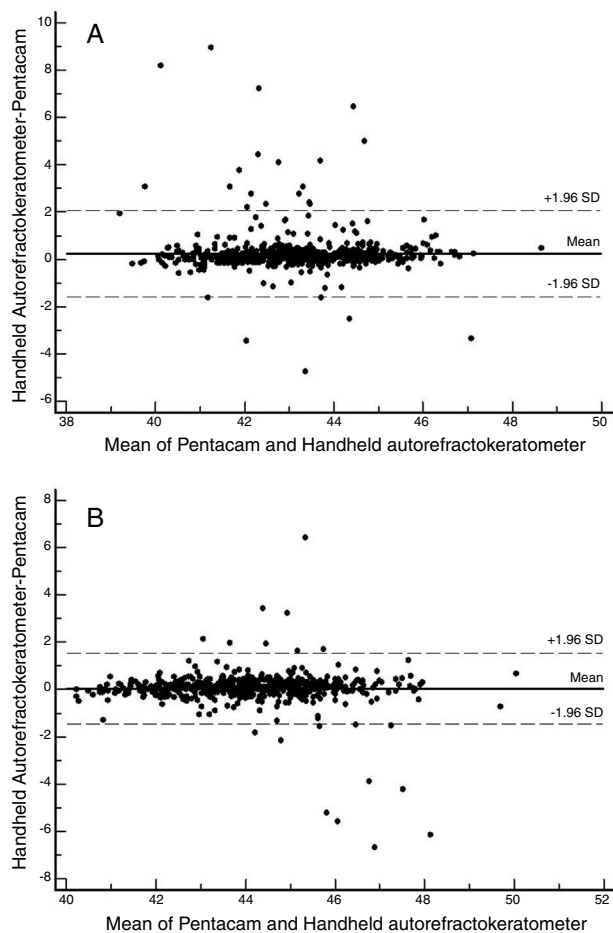 A
10
8
6
4
2
0
-2
-4
-6
Handheld Autorefractokeratometer-Pentacam
+1.96 SD
Mean
-1.96 SD
38 40 42 44 46 48 50
Mean of Pentacam and Handheld autorefractokeratometer
B
8
6
4
2
0
-2
-4
-6
-8
Handheld Autorefractokeratometer-Pentacam
+1.96 SD
Mean
-1.96 SD
40 42 44 46 48 50 52
Mean of Pentacam and Handheld autorefractokeratometer